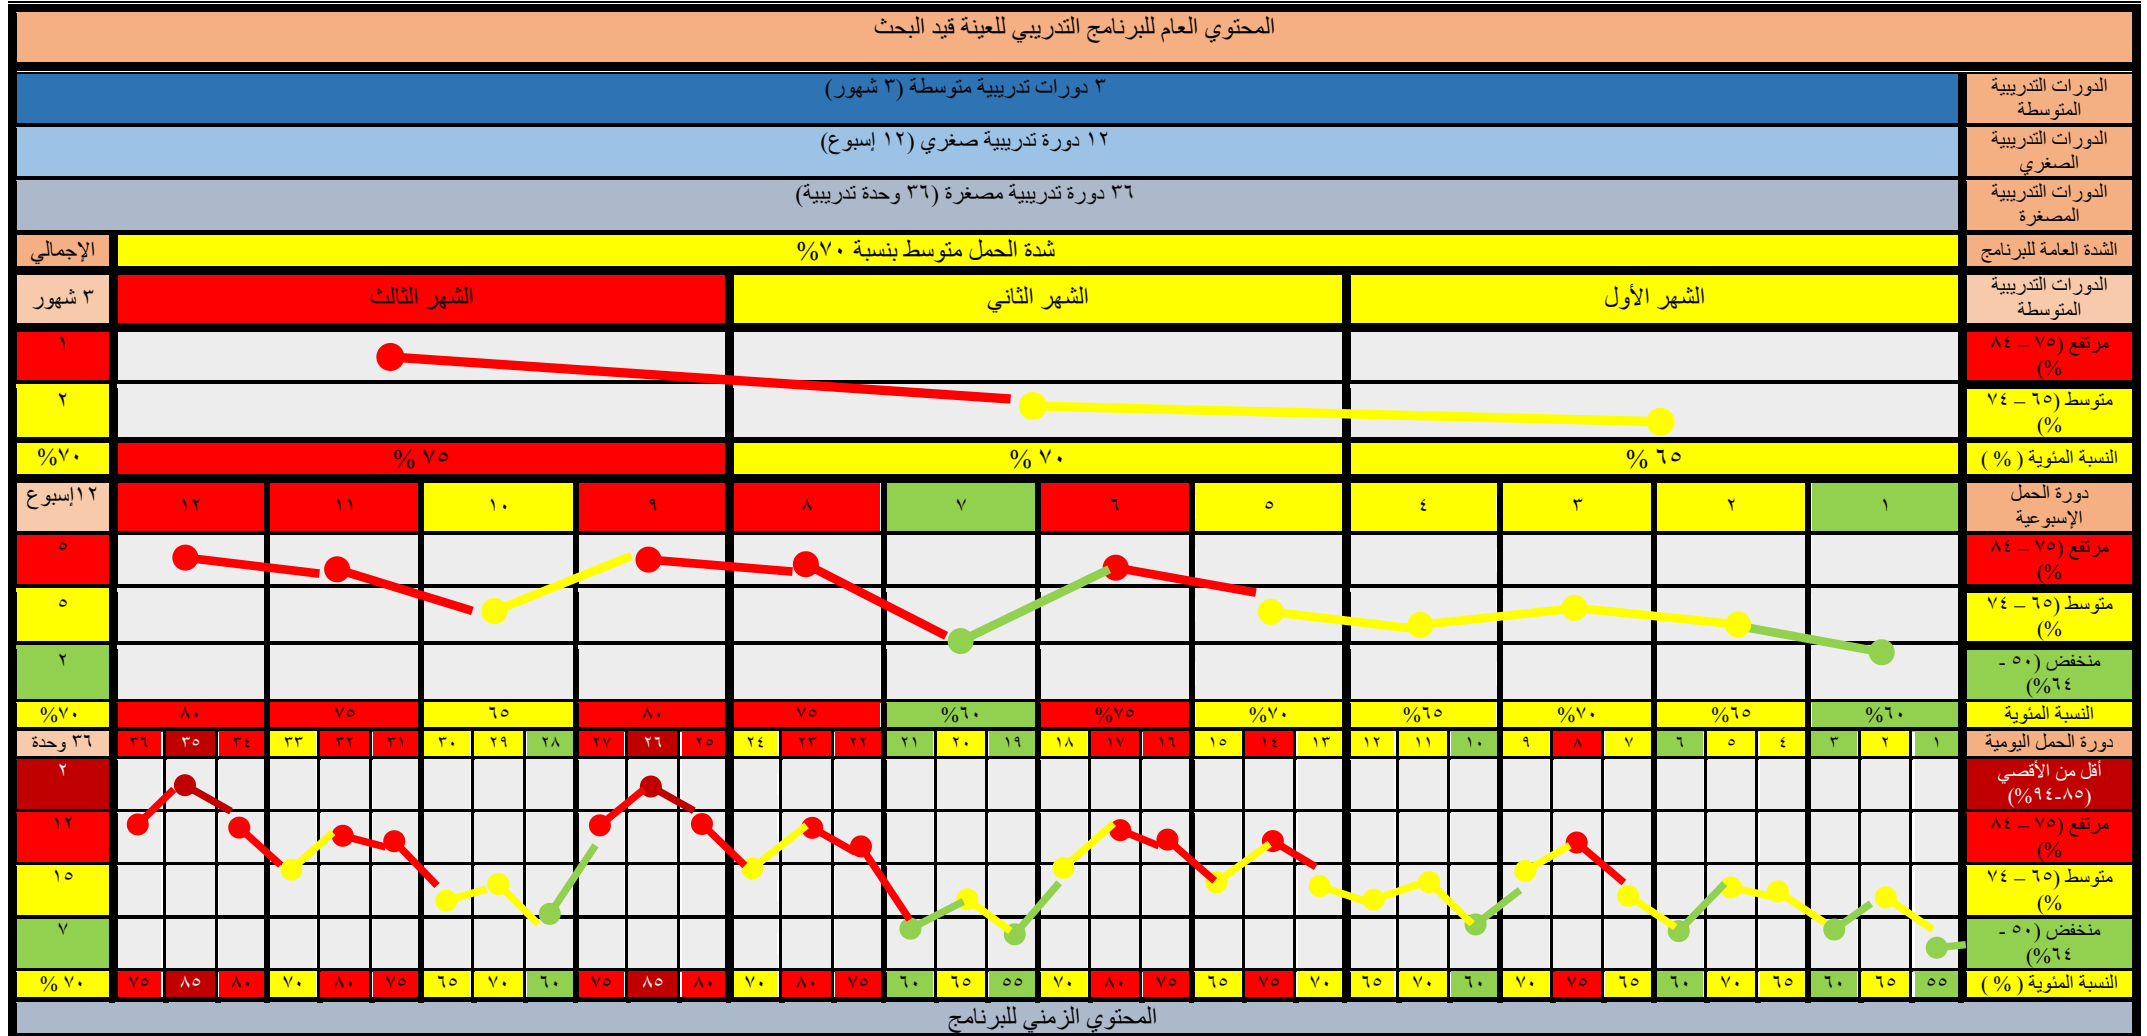 المحتوي العام للبرنامج التدريبي للعينة قيد البحث
الدورات التدريبية
المتوسطة
٣ دورات تدريبية متوسطة (٣ شهور)
الدورات التدريبية
الصغري
١٢ دورة تدريبية صغري (١٢ إسبوع)
الدورات التدريبية
المصغرة
٣٦ دورة تدريبية مصغرة (٣٦ وحدة تدريبية)
الشدة العامة للبرنامج شدة الحمل متوسط بنسبة ٧٠% الإجمالي
الدورات التدريبية
المتوسطة
الشهر الأول الشهر الثاني الشهر الثالث ٣ شهور
مرتفع (٧٥ – ٨٤
%)
١
متوسط (٦٥ – ٧٤
%)
٢
النسبة المئوية ( % ) ٦٥ % ٧٠ % ٧٥ % ٧٠%
دورة الحمل
الإسبوعية
١ ٢ ٣ ٤ ٥ ٦ ٧ ٨ ٩ ١٠ ١١ ١٢ ١٢إسبوع
مرتفع (٧٥ – ٨٤
%)
٥
متوسط (٦٥ – ٧٤
%)
٥
منخفض (٥٠ -
٦٤%)
٢
النسبة المئوية ٦٠% ٦٥% ٧٠% ٦٥% ٧٠% ٧٥% ٦٠% ٧٥ ٨٠ ٦٥ ٧٥ ٨٠ ٧٠%
دورة الحمل اليومية ١ ٢ ٣ ٤ ٥ ٦ ٧ ٨ ٩ ١٠ ١١ ١٢ ١٣ ١٤ ١٥ ١٦ ١٧ ١٨ ١٩ ٢٠ ٢١ ٢٢ ٢٣ ٢٤ ٢٥ ٢٦ ٢٧ ٢٨ ٢٩ ٣٠ ٣١ ٣٢ ٣٣ ٣٤ ٣٥ ٣٦ ٣٦ وحدة
أقل من الأقصي
(٨٥-٩٤%)
٢
مرتفع (٧٥ – ٨٤
%)
١٢
متوسط (٦٥ – ٧٤
%)
١٥
منخفض (٥٠ -
٦٤%)
٧
النسبة المئوية ( % ) ٥٥ ٦٥ ٦٠ ٦٥ ٧٠ ٦٠ ٦٥ ٧٥ ٧٠ ٦٠ ٧٠ ٦٥ ٧٠ ٧٥ ٦٥ ٧٥ ٨٠ ٧٠ ٥٥ ٦٥ ٦٠ ٧٥ ٨٠ ٧٠ ٨٠ ٨٥ ٧٥ ٦٠ ٧٠ ٦٥ ٧٥ ٨٠ ٧٠ ٨٠ ٨٥ ٧٥ ٧٠ %
المحتوي الزمني للبرنامج